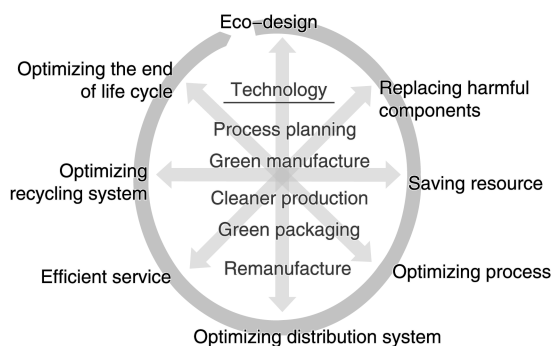 Eco–design
Optimizing the end
of life cycle
Technology
Replacing harmful
components
Process planning
Green manufacture
Optimizing
recycling system
Saving resource
Cleaner production
Green packaging
Efficient service
Remanufacture
Optimizing process
Optimizing distribution system